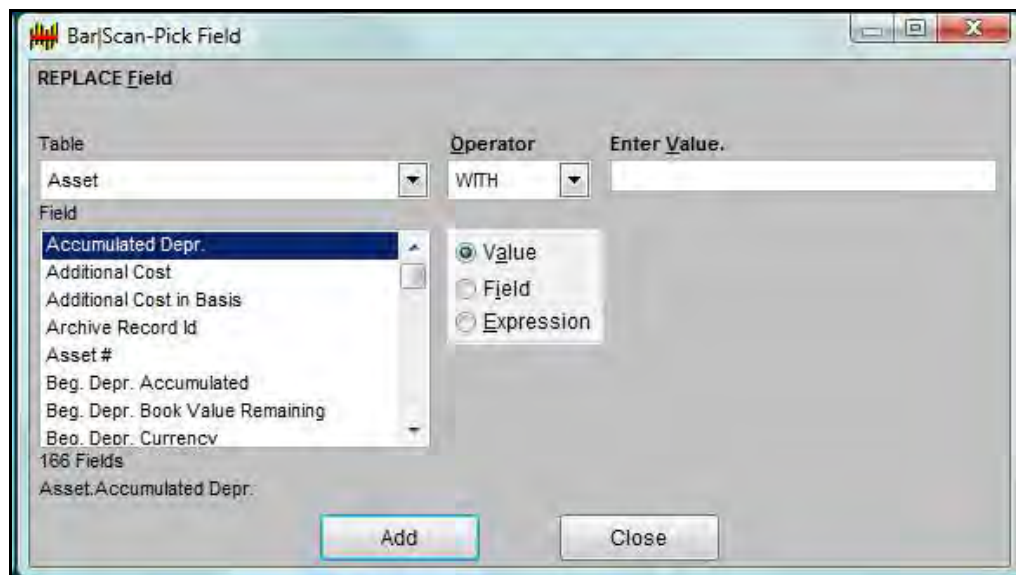 Bar|Scan-Pick Field
REPLACE Field
Table
Operator
Enter Value.
Asset
WITH
Field
Accumulated Depr.
Additional Cost
Additional Cost in Basis
Archive Record Id
Asset #
Beg. Depr. Accumulated
Beg. Depr. Book Value Remaining
Beg. Depr. Currency
Value
Field
Expression
166 Fields
Asset.Accumulated Depr.
Add
Close